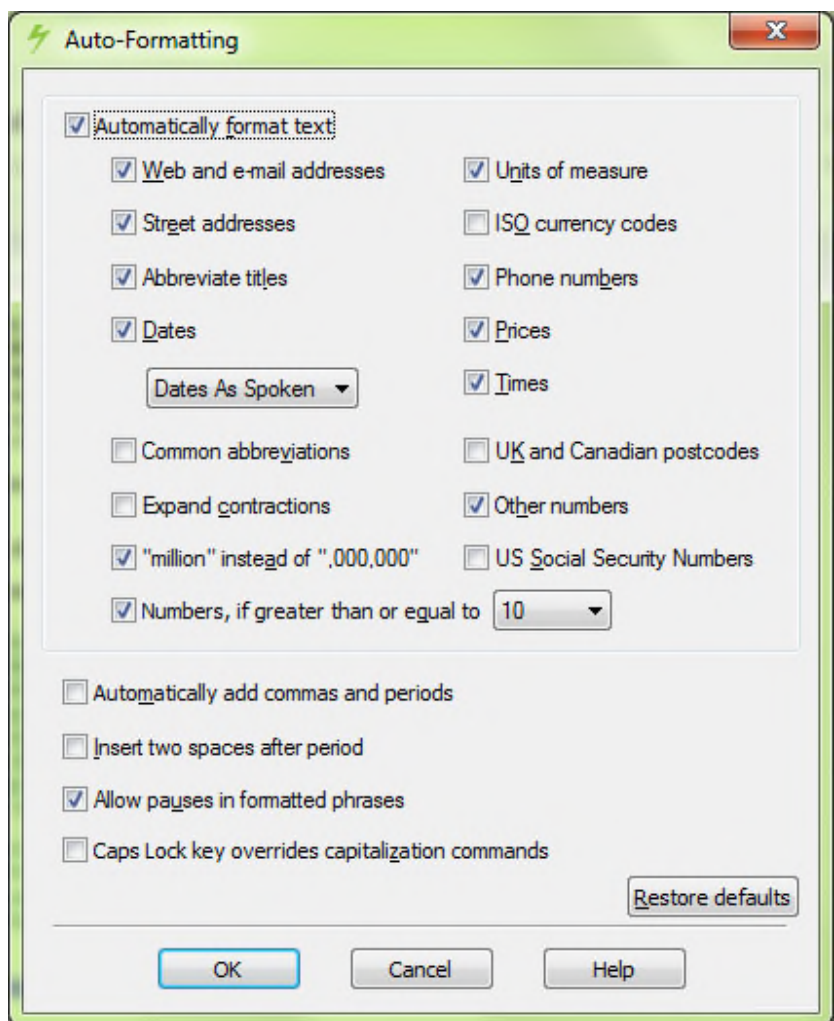 Auto-Formatting
Automatically format text
Web and e-mail addresses
Units of measure
Street addresses
ISO currency codes
Abbreviate titles
Phone numbers
Dates
Prices
Dates As Spoken
Times
Common abbreviations
UK and Canadian postcodes
Expand contractions
Other numbers
"million" instead of ",000,000"
US Social Security Numbers
Numbers, if greater than or equal to 10
Automatically add commas and periods
Insert two spaces after period
Allow pauses in formatted phrases
Caps Lock key overrides capitalization commands
Restore defaults
OK Cancel Help